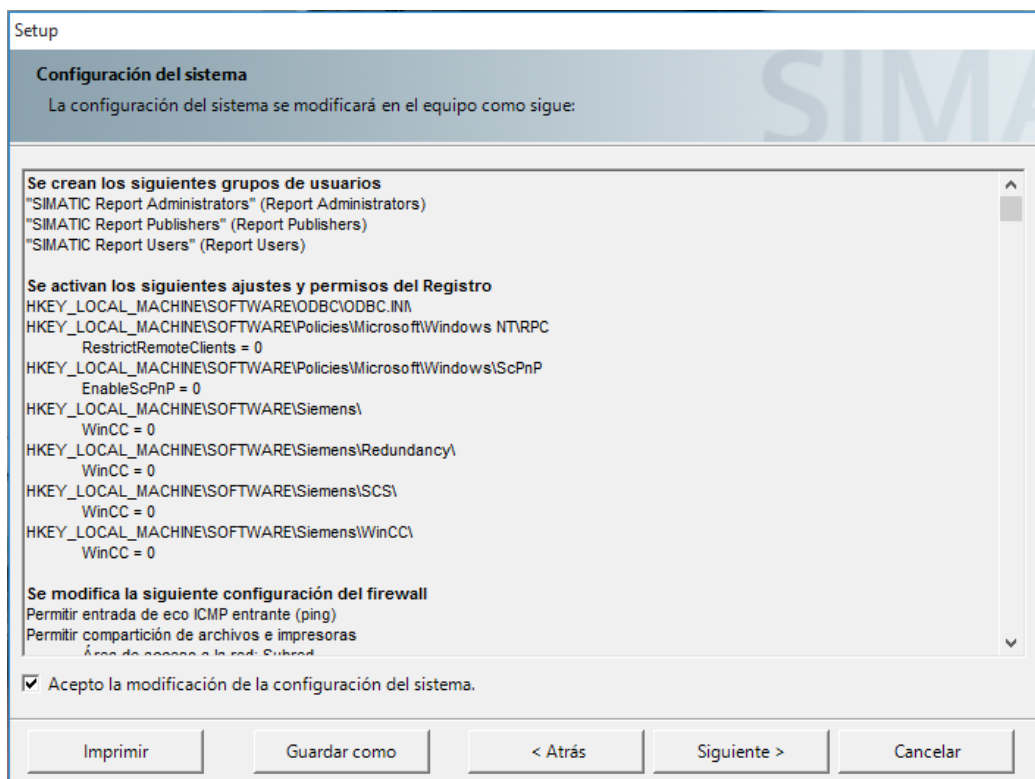 Setup
Configuración del sistema
La configuración del sistema se modificará en el equipo como sigue:
SIMA
Se crean los siguientes grupos de usuarios
"SIMATIC Report Administrators" (Report Administrators)
"SIMATIC Report Publishers" (Report Publishers)
"SIMATIC Report Users" (Report Users)
Se activan los siguientes ajustes y permisos del Registro
HKEY_LOCAL_MACHINE\SOFTWARE\ODBC\ODBC.INI\
HKEY_LOCAL_MACHINE\SOFTWARE\Policies\Microsoft\Windows NT\RPC
RestrictRemoteClients = 0
HKEY_LOCAL_MACHINE\SOFTWARE\Policies\Microsoft\Windows\ScPnP
EnableScPnP = 0
HKEY_LOCAL_MACHINE\SOFTWARE\Siemens\
WinCC = 0
HKEY_LOCAL_MACHINE\SOFTWARE\Siemens\Redundancy\
WinCC = 0
HKEY_LOCAL_MACHINE\SOFTWARE\Siemens\SCS\
WinCC = 0
HKEY_LOCAL_MACHINE\SOFTWARE\Siemens\WinCC\
WinCC = 0
Se modifica la siguiente configuración del firewall
Permitir entrada de eco ICMP entrante (ping)
Permitir compartición de archivos e impresoras
Área de acceso a la red: Subred
Acepto la modificación de la configuración del sistema.
Imprimir
Guardar como
< Atrás
Siguiente >
Cancelar